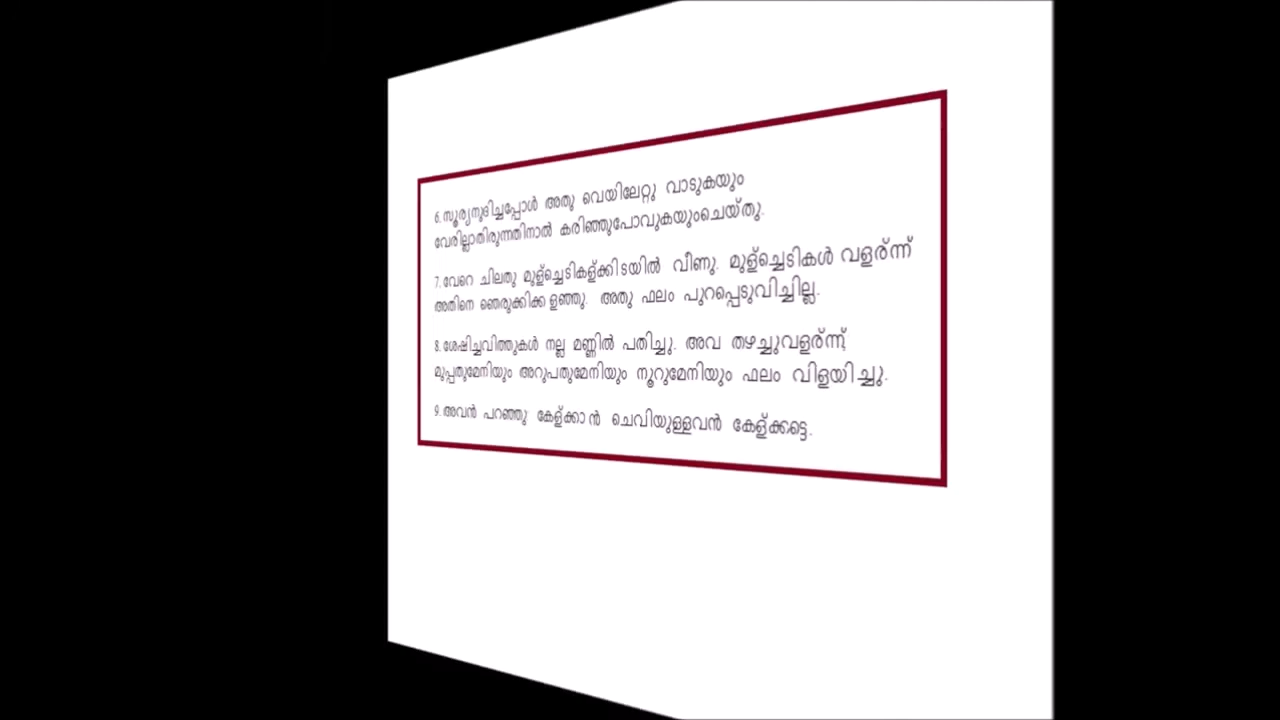 6. സൂര്യനുദിച്ചപ്പോൾ അതു വെയിലേറ്റു വാടുകയും
വേരില്ലാതിരുന്നതിനാൽ കരിഞ്ഞുപോവുകയുംചെയ്തു.
7. വേറെ ചിലതു മുള്ച്ചെടികള്ക്കിടയിൽ വീണു. മുള്ച്ചെടികൾ വളര്ന്ന്
അതിനെ ഞെരുക്കിക്ക ളഞ്ഞു. അതു ഫലം പുറപ്പെടുവിച്ചില്ല.
8. ശേഷിച്ചവിത്തുകൾ നല്ല മണ്ണിൽ പതിച്ചു. അവ തഴച്ചുവളര്ന്ന്
മുപ്പതുമേനിയും അറുപതുമേനിയും നൂറുമേനിയും ഫലം വിളയിച്ചു.
9. അവൻ പറഞ്ഞു കേള്ക്കാൻ ചെവിയുള്ളവൻ കേള്ക്കട്ടെ.